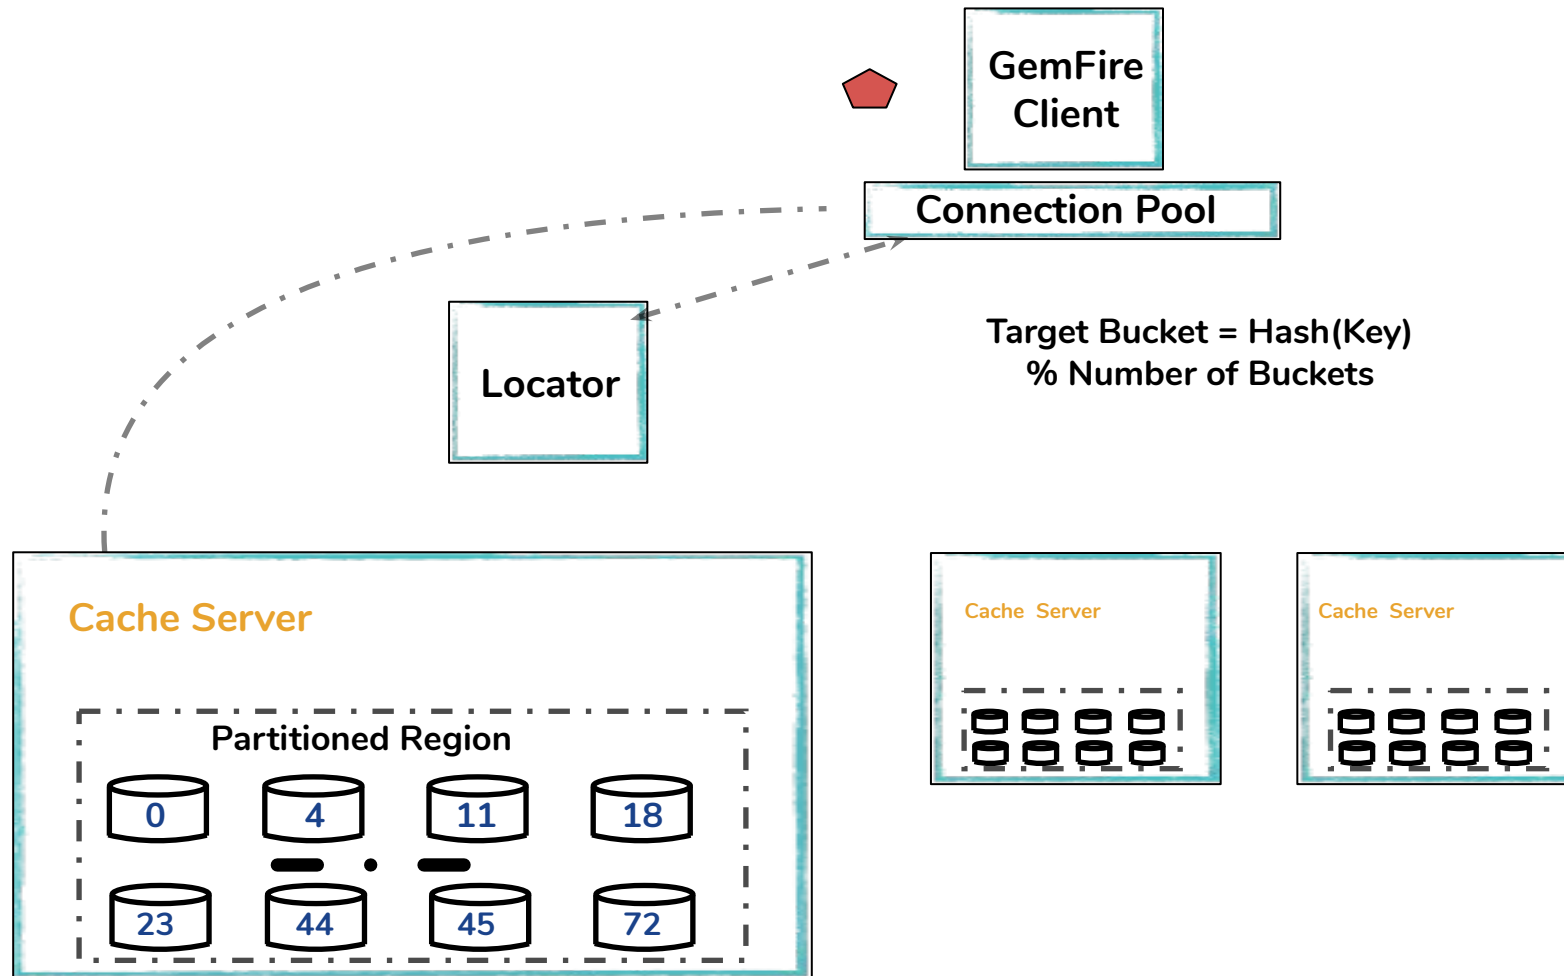 GemFire
Client
Connection Pool
Locator
Target Bucket = Hash(Key)
% Number of Buckets
Cache Server
Partitioned Region
0 4 11 18
23 44 45 72
Cache Server
Cache Server